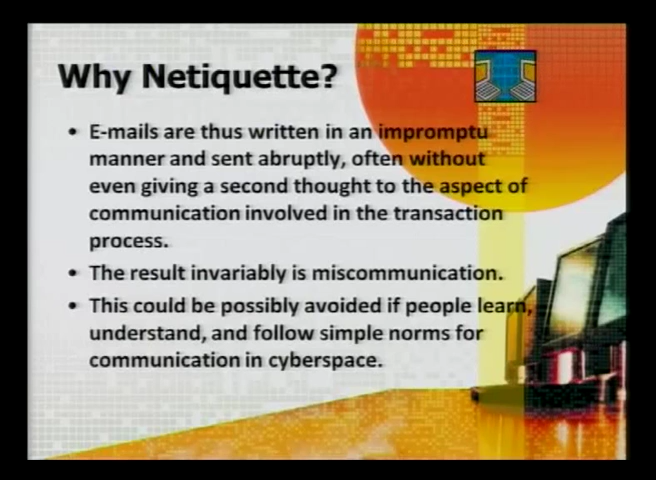 Why Netiquette?
• E-mails are thus written in an impromptu
manner and sent abruptly, often without
even giving a second thought to the aspect of
communication involved in the transaction
process.
• The result invariably is miscommunication.
• This could be possibly avoided if people learn,
understand, and follow simple norms for
communication in cyberspace.